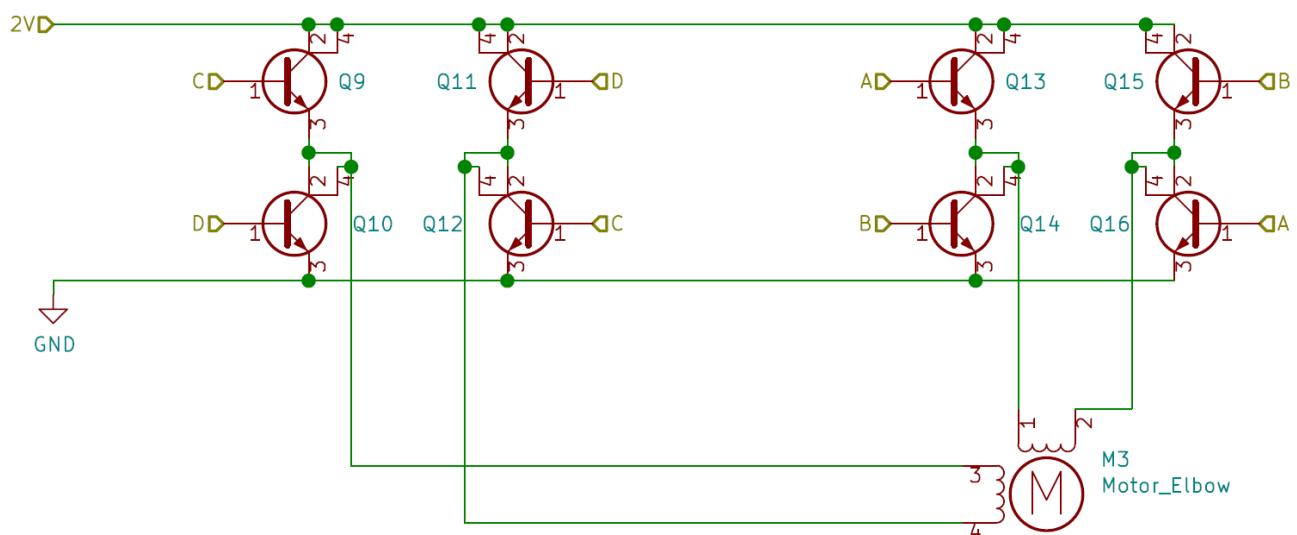 2V
2 4 4 2 2 4 4 2
C 1 Q9 Q11 1 D A 1 Q13 Q15 1 B
3 3 3 3
2 4 4 2 2 4 4 2
D 1 Q10 Q12 1 C B 1 Q14 Q16 1 A
3 3 3 3
GND
1 2
M3
3 M Motor_Elbow
4